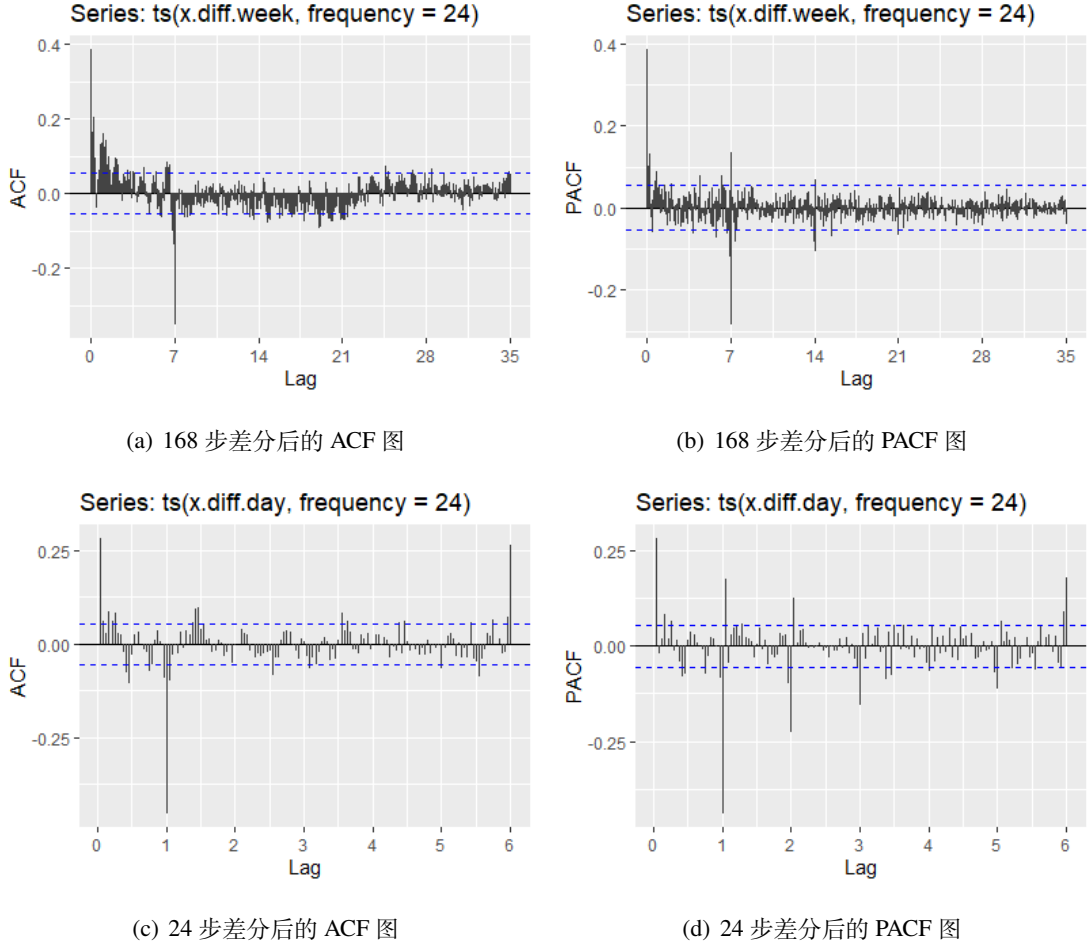 Series: ts(x.diff.week, frequency = 24)
0.4
0.2
0.0
-0.2
ACF
0
7
14
21
28
35
Lag
(a) 168 步差分后的 ACF 图
Series: ts(x.diff.week, frequency = 24)
0.4
0.2
0.0
-0.2
PACF
0
7
14
21
28
35
Lag
(b) 168 步差分后的 PACF 图
Series: ts(x.diff.day, frequency = 24)
0.25
0.00
-0.25
ACF
0
1
2
3
4
5
6
Lag
(c) 24 步差分后的 ACF 图
Series: ts(x.diff.day, frequency = 24)
0.25
0.00
-0.25
PACF
0
1
2
3
4
5
6
Lag
(d) 24 步差分后的 PACF 图